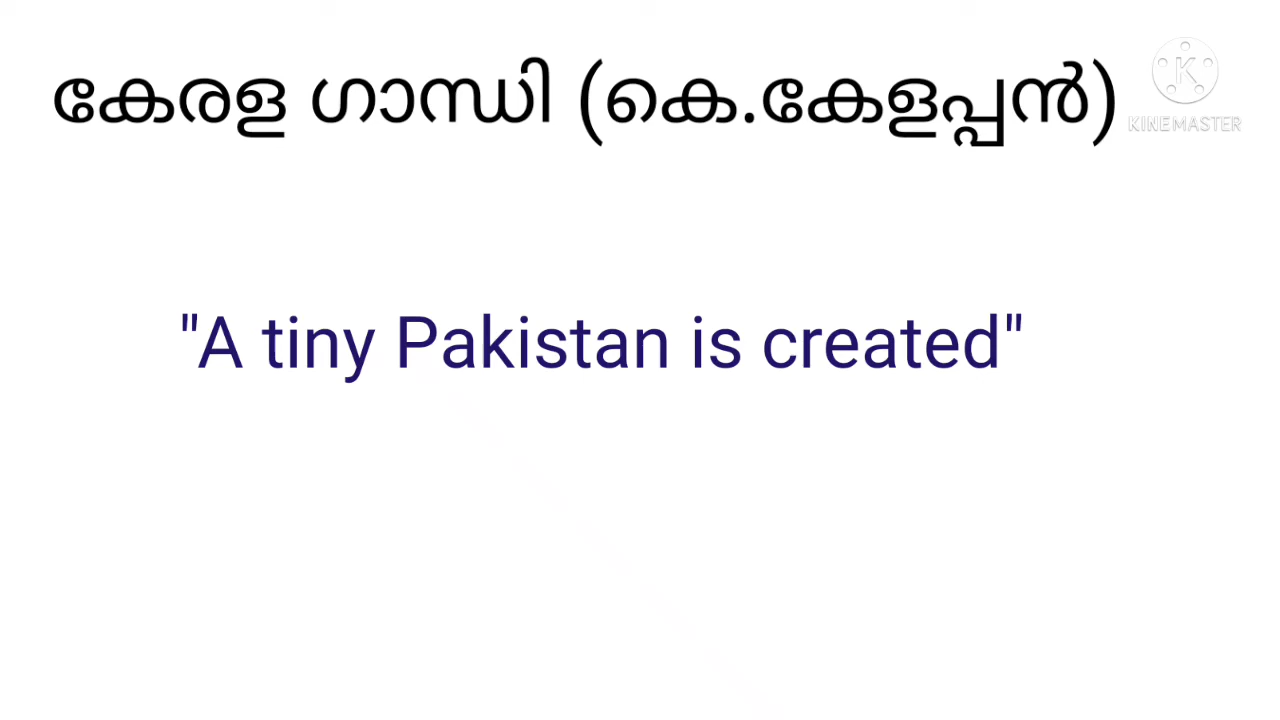 കേരള ഗാന്ധി (കെ.കേളപ്പൻ)
KINEMASTER
"A tiny Pakistan is created"